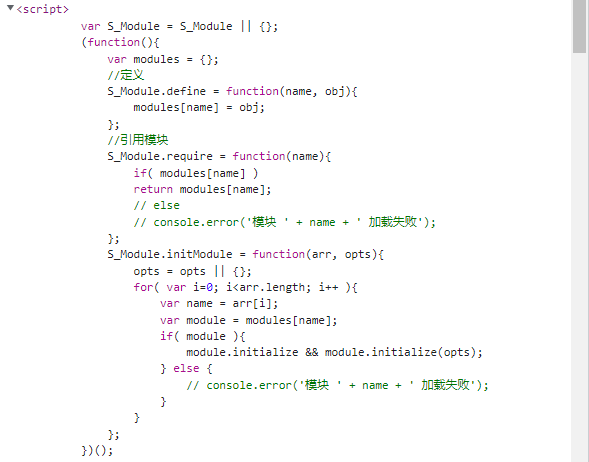 <script>
var S_Module = S_Module || {};
(function(){
var modules = {};
//定义
S_Module.define = function(name, obj){
modules[name] = obj;
};
//引用模块
S_Module.require = function(name){
if( modules[name] )
return modules[name];
// else
// console.error('模块 ' + name + ' 加载失败');
};
S_Module.initModule = function(arr, opts){
opts = opts || {};
for( var i=0; i<arr.length; i++ ){
var name = arr[i];
var module = modules[name];
if( module ){
module.initialize && module.initialize(opts);
} else {
// console.error('模块 ' + name + ' 加载失败');
}
}
};
})();